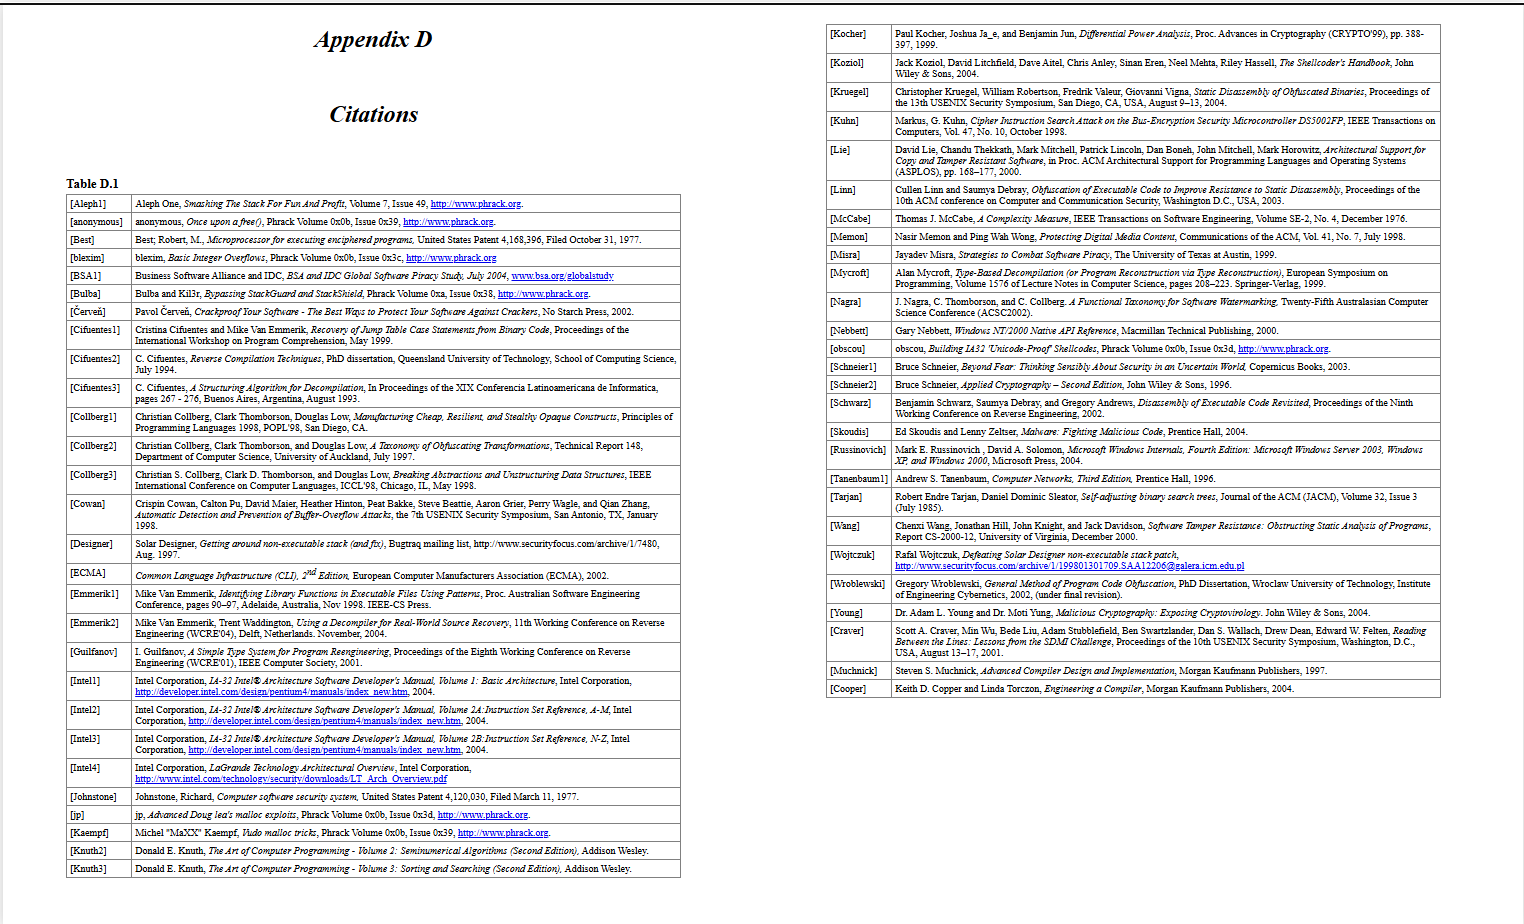 Appendix D
Citations
Table D.1
[Aleph1] Aleph One, Smashing The Stack For Fun And Profit, Volume 7, Issue 49, http://www.phrack.org.
[anonymous] anonymous, Once upon a free(), Phrack Volume 0x0b, Issue 0x39, http://www.phrack.org.
[Best] Best; Robert, M., Microprocessor for executing enciphered programs, United States Patent 4,168,396, Filed October 31, 1977.
[blexim] blexim, Basic Integer Overflows, Phrack Volume 0x0b, Issue 0x3c, http://www.phrack.org
[BSA1] Business Software Alliance and IDC, BSA and IDC Global Software Piracy Study, July 2004, www.bsa.org/globalstudy
[Bulba] Bulba and Kil3r, Bypassing StackGuard and StackShield, Phrack Volume 0xa, Issue 0x38, http://www.phrack.org.
[Červeň] Pavol Červeň, Crackproof Your Software - The Best Ways to Protect Your Software Against Crackers, No Starch Press, 2002.
[Cifuentes1] Cristina Cifuentes and Mike Van Emmerik, Recovery of Jump Table Case Statements from Binary Code, Proceedings of the
International Workshop on Program Comprehension, May 1999.
[Cifuentes2] C. Cifuentes, Reverse Compilation Techniques, PhD dissertation, Queensland University of Technology, School of Computing Science,
July 1994.
[Cifuentes3] C. Cifuentes, A Structuring Algorithm for Decompilation, In Proceedings of the XIX Conferencia Latinoamericana de Informatica,
pages 267 - 276, Buenos Aires, Argentina, August 1993.
[Collberg1] Christian Collberg, Clark Thomborson, Douglas Low, Manufacturing Cheap, Resilient, and Stealthy Opaque Constructs, Principles of
Programming Languages 1998, POPL'98, San Diego, CA.
[Collberg2] Christian Collberg, Clark Thomborson, and Douglas Low, A Taxonomy of Obfuscating Transformations, Technical Report 148,
Department of Computer Science, University of Auckland, July 1997.
[Collberg3] Christian S. Collberg, Clark D. Thomborson, and Douglas Low, Breaking Abstractions and Unstructuring Data Structures, IEEE
International Conference on Computer Languages, ICCL'98, Chicago, IL, May 1998.
[Cowan] Crispin Cowan, Calton Pu, David Maier, Heather Hinton, Peat Bakke, Steve Beattie, Aaron Grier, Perry Wagle, and Qian Zhang,
Automatic Detection and Prevention of Buffer-Overflow Attacks, the 7th USENIX Security Symposium, San Antonio, TX, January
1998.
[Designer] Solar Designer, Getting around non-executable stack (and fix), Bugtraq mailing list, http://www.securityfocus.com/archive/1/7480,
Aug. 1997.
[ECMA] Common Language Infrastructure (CLI), 2nd Edition, European Computer Manufacturers Association (ECMA), 2002.
[Emmerik1] Mike Van Emmerik, Identifying Library Functions in Executable Files Using Patterns, Proc. Australian Software Engineering
Conference, pages 90–97, Adelaide, Australia, Nov 1998. IEEE-CS Press.
[Emmerik2] Mike Van Emmerik, Trent Waddington, Using a Decompiler for Real-World Source Recovery, 11th Working Conference on Reverse
Engineering (WCRE'04), Delft, Netherlands. November, 2004.
[Guilfanov] I. Guilfanov, A Simple Type System for Program Reengineering, Proceedings of the Eighth Working Conference on Reverse
Engineering (WCRE'01), IEEE Computer Society, 2001.
[Intel1] Intel Corporation, IA-32 Intel® Architecture Software Developer's Manual, Volume 1: Basic Architecture, Intel Corporation,
http://developer.intel.com/design/pentium4/manuals/index_new.htm, 2004.
[Intel2] Intel Corporation, IA-32 Intel® Architecture Software Developer's Manual, Volume 2A:Instruction Set Reference, A-M, Intel
Corporation, http://developer.intel.com/design/pentium4/manuals/index_new.htm, 2004.
[Intel3] Intel Corporation, IA-32 Intel® Architecture Software Developer's Manual, Volume 2B:Instruction Set Reference, N-Z, Intel
Corporation, http://developer.intel.com/design/pentium4/manuals/index_new.htm, 2004.
[Intel4] Intel Corporation, LaGrande Technology Architectural Overview, Intel Corporation,
http://www.intel.com/technology/security/downloads/LT_Arch_Overview.pdf
[Johnstone] Johnstone, Richard, Computer software security system, United States Patent 4,120,030, Filed March 11, 1977.
[jp] jp, Advanced Doug lea's malloc exploits, Phrack Volume 0x0b, Issue 0x3d, http://www.phrack.org.
[Kaempf] Michel "MaXX" Kaempf, Vudo malloc tricks, Phrack Volume 0x0b, Issue 0x39, http://www.phrack.org.
[Knuth2] Donald E. Knuth, The Art of Computer Programming - Volume 2: Seminumerical Algorithms (Second Edition), Addison Wesley.
[Knuth3] Donald E. Knuth, The Art of Computer Programming - Volume 3: Sorting and Searching (Second Edition), Addison Wesley.
[Kocher] Paul Kocher, Joshua Ja_e, and Benjamin Jun, Differential Power Analysis, Proc. Advances in Cryptography (CRYPTO'99), pp. 388-
397, 1999.
[Koziol] Jack Koziol, David Litchfield, Dave Aitel, Chris Anley, Sinan Eren, Neel Mehta, Riley Hassell, The Shellcoder's Handbook, John
Wiley & Sons, 2004.
[Kruegel] Christopher Kruegel, William Robertson, Fredrik Valeur, Giovanni Vigna, Static Disassembly of Obfuscated Binaries, Proceedings of
the 13th USENIX Security Symposium, San Diego, CA, USA, August 9–13, 2004.
[Kuhn] Markus, G. Kuhn, Cipher Instruction Search Attack on the Bus-Encryption Security Microcontroller DS5002FP, IEEE Transactions on
Computers, Vol. 47, No. 10, October 1998.
[Lie] David Lie, Chandu Thekkath, Mark Mitchell, Patrick Lincoln, Dan Boneh, John Mitchell, Mark Horowitz, Architectural Support for
Copy and Tamper Resistant Software, in Proc. ACM Architectural Support for Programming Languages and Operating Systems
(ASPLOS), pp. 168–177, 2000.
[Linn] Cullen Linn and Saumya Debray, Obfuscation of Executable Code to Improve Resistance to Static Disassembly, Proceedings of the
10th ACM conference on Computer and Communication Security, Washington D.C., USA, 2003.
[McCabe] Thomas J. McCabe, A Complexity Measure, IEEE Transactions on Software Engineering, Volume SE-2, No. 4, December 1976.
[Memon] Nasir Memon and Ping Wah Wong, Protecting Digital Media Content, Communications of the ACM, Vol. 41, No. 7, July 1998.
[Misra] Jayadev Misra, Strategies to Combat Software Piracy, The University of Texas at Austin, 1999.
[Mycroft] Alan Mycroft, Type-Based Decompilation (or Program Reconstruction via Type Reconstruction), European Symposium on
Programming, Volume 1576 of Lecture Notes in Computer Science, pages 208–223. Springer-Verlag, 1999.
[Nagra] J. Nagra, C. Thomborson, and C. Collberg, A Functional Taxonomy for Software Watermarking, Twenty-Fifth Australasian Computer
Science Conference (ACSC2002).
[Nebbett] Gary Nebbett, Windows NT/2000 Native API Reference, Macmillan Technical Publishing, 2000.
[obscou] obscou, Building IA32 'Unicode-Proof' Shellcodes, Phrack Volume 0x0b, Issue 0x3d, http://www.phrack.org.
[Schneier1] Bruce Schneier, Beyond Fear: Thinking Sensibly About Security in an Uncertain World, Copernicus Books, 2003.
[Schneier2] Bruce Schneier, Applied Cryptography – Second Edition, John Wiley & Sons, 1996.
[Schwarz] Benjamin Schwarz, Saumya Debray, and Gregory Andrews, Disassembly of Executable Code Revisited, Proceedings of the Ninth
Working Conference on Reverse Engineering, 2002.
[Skoudis] Ed Skoudis and Lenny Zeltser, Malware: Fighting Malicious Code, Prentice Hall, 2004.
[Russinovich] Mark E. Russinovich , David A. Solomon, Microsoft Windows Internals, Fourth Edition: Microsoft Windows Server 2003, Windows
XP, and Windows 2000, Microsoft Press, 2004.
[Tanenbaum1] Andrew S. Tanenbaum, Computer Networks, Third Edition, Prentice Hall, 1996.
[Tarjan] Robert Endre Tarjan, Daniel Dominic Sleator, Self-adjusting binary search trees, Journal of the ACM (JACM), Volume 32, Issue 3
(July 1985).
[Wang] Chenxi Wang, Jonathan Hill, John Knight, and Jack Davidson, Software Tamper Resistance: Obstructing Static Analysis of Programs,
Report CS-2000-12, University of Virginia, December 2000.
[Wojtczuk] Rafal Wojtczuk, Defeating Solar Designer non-executable stack patch,
http://www.securityfocus.com/archive/1/199801301709.SAA12206@galera.icm.edu.pl
[Wroblewski] Gregory Wroblewski, General Method of Program Code Obfuscation, PhD Dissertation, Wroclaw University of Technology, Institute
of Engineering Cybernetics, 2002, (under final revision).
[Young] Dr. Adam L. Young and Dr. Moti Yung, Malicious Cryptography: Exposing Cryptovirology. John Wiley & Sons, 2004.
[Craver] Scott A. Craver, Min Wu, Bede Liu, Adam Stubblefield, Ben Swartzlander, Dan S. Wallach, Drew Dean, Edward W. Felten, Reading
Between the Lines: Lessons from the SDMI Challenge, Proceedings of the 10th USENIX Security Symposium, Washington, D.C.,
USA, August 13–17, 2001.
[Muchnick] Steven S. Muchnick, Advanced Compiler Design and Implementation, Morgan Kaufmann Publishers, 1997.
[Cooper] Keith D. Copper and Linda Torczon, Engineering a Compiler, Morgan Kaufmann Publishers, 2004.